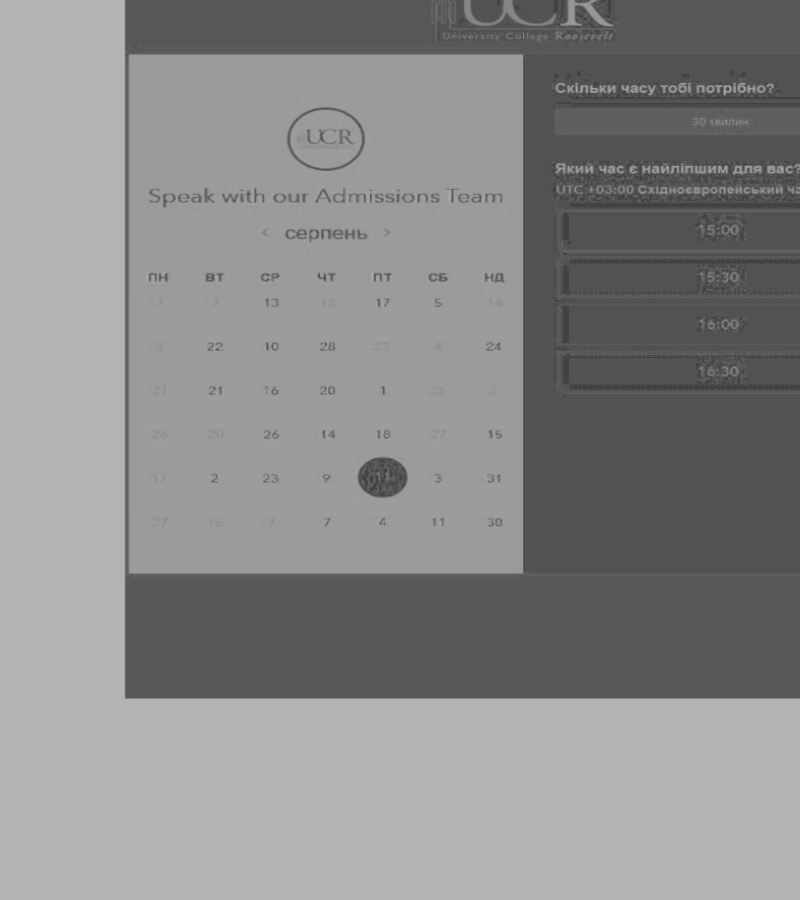 UCR
University College Roosevelt
UCR
Speak with our Admissions Team
< серпень >
ПН ВТ СР ЧТ ПТ СБ НД
7 7 13 13 17 5 14
3 22 10 28 23 4 24
21 21 16 20 1 25 3
26 20 26 14 18 27 15
17 2 23 9 11 3 31
27 15 7 7 4 11 30
Скільки часу тобі потрібно?
30 хвилин
Який час є найліпшим для вас?
UTC +03:00 Східноєвропейський
15:00
15:30
16:00
16:30